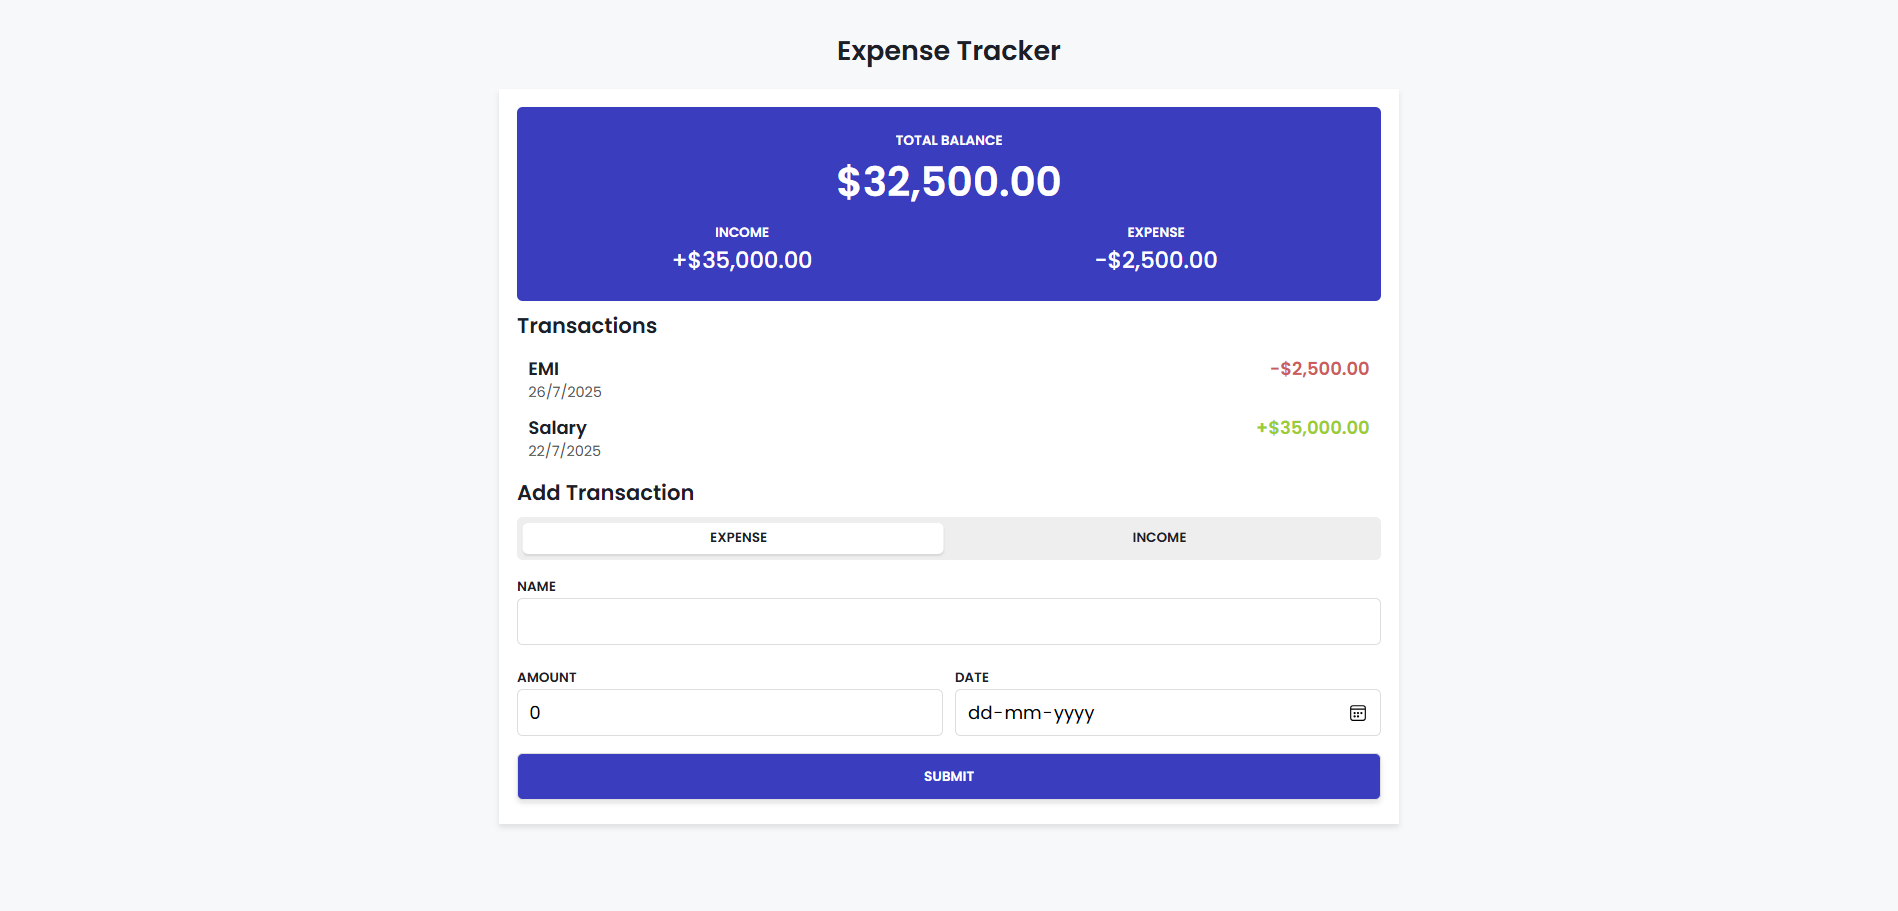 Expense Tracker
TOTAL BALANCE
$32,500.00
INCOME EXPENSE
+$35,000.00 -$2,500.00
Transactions
EMI -$2,500.00
26/7/2025
Salary +$35,000.00
22/7/2025
Add Transaction
EXPENSE INCOME
NAME
AMOUNT DATE
0 dd-mm-yyyy
SUBMIT